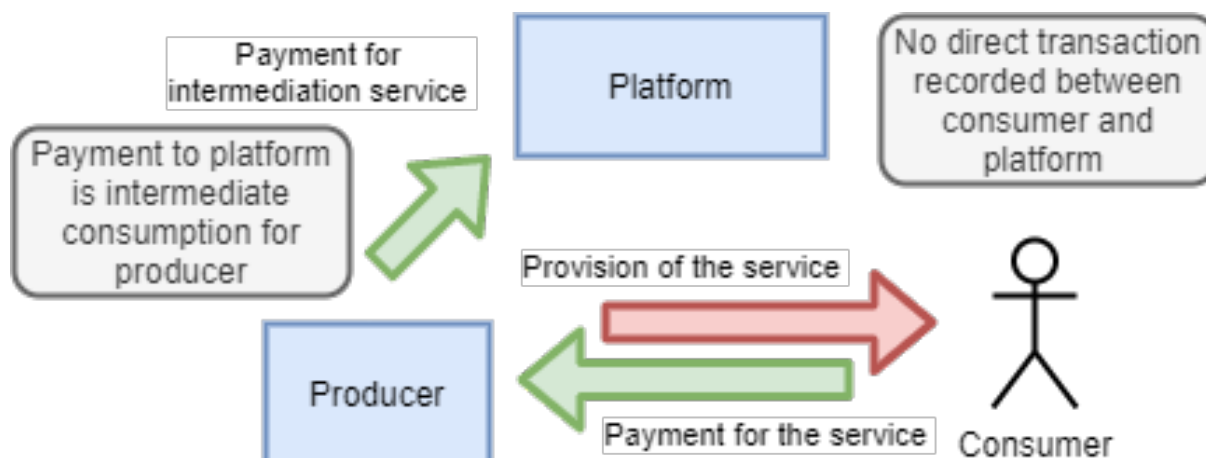 Payment for
intermediation service
Platform
No direct transaction
recorded between
consumer and
platform
Payment to platform
is intermediate
consumption for
producer
Provision of the service
Producer
Payment for the service
Consumer